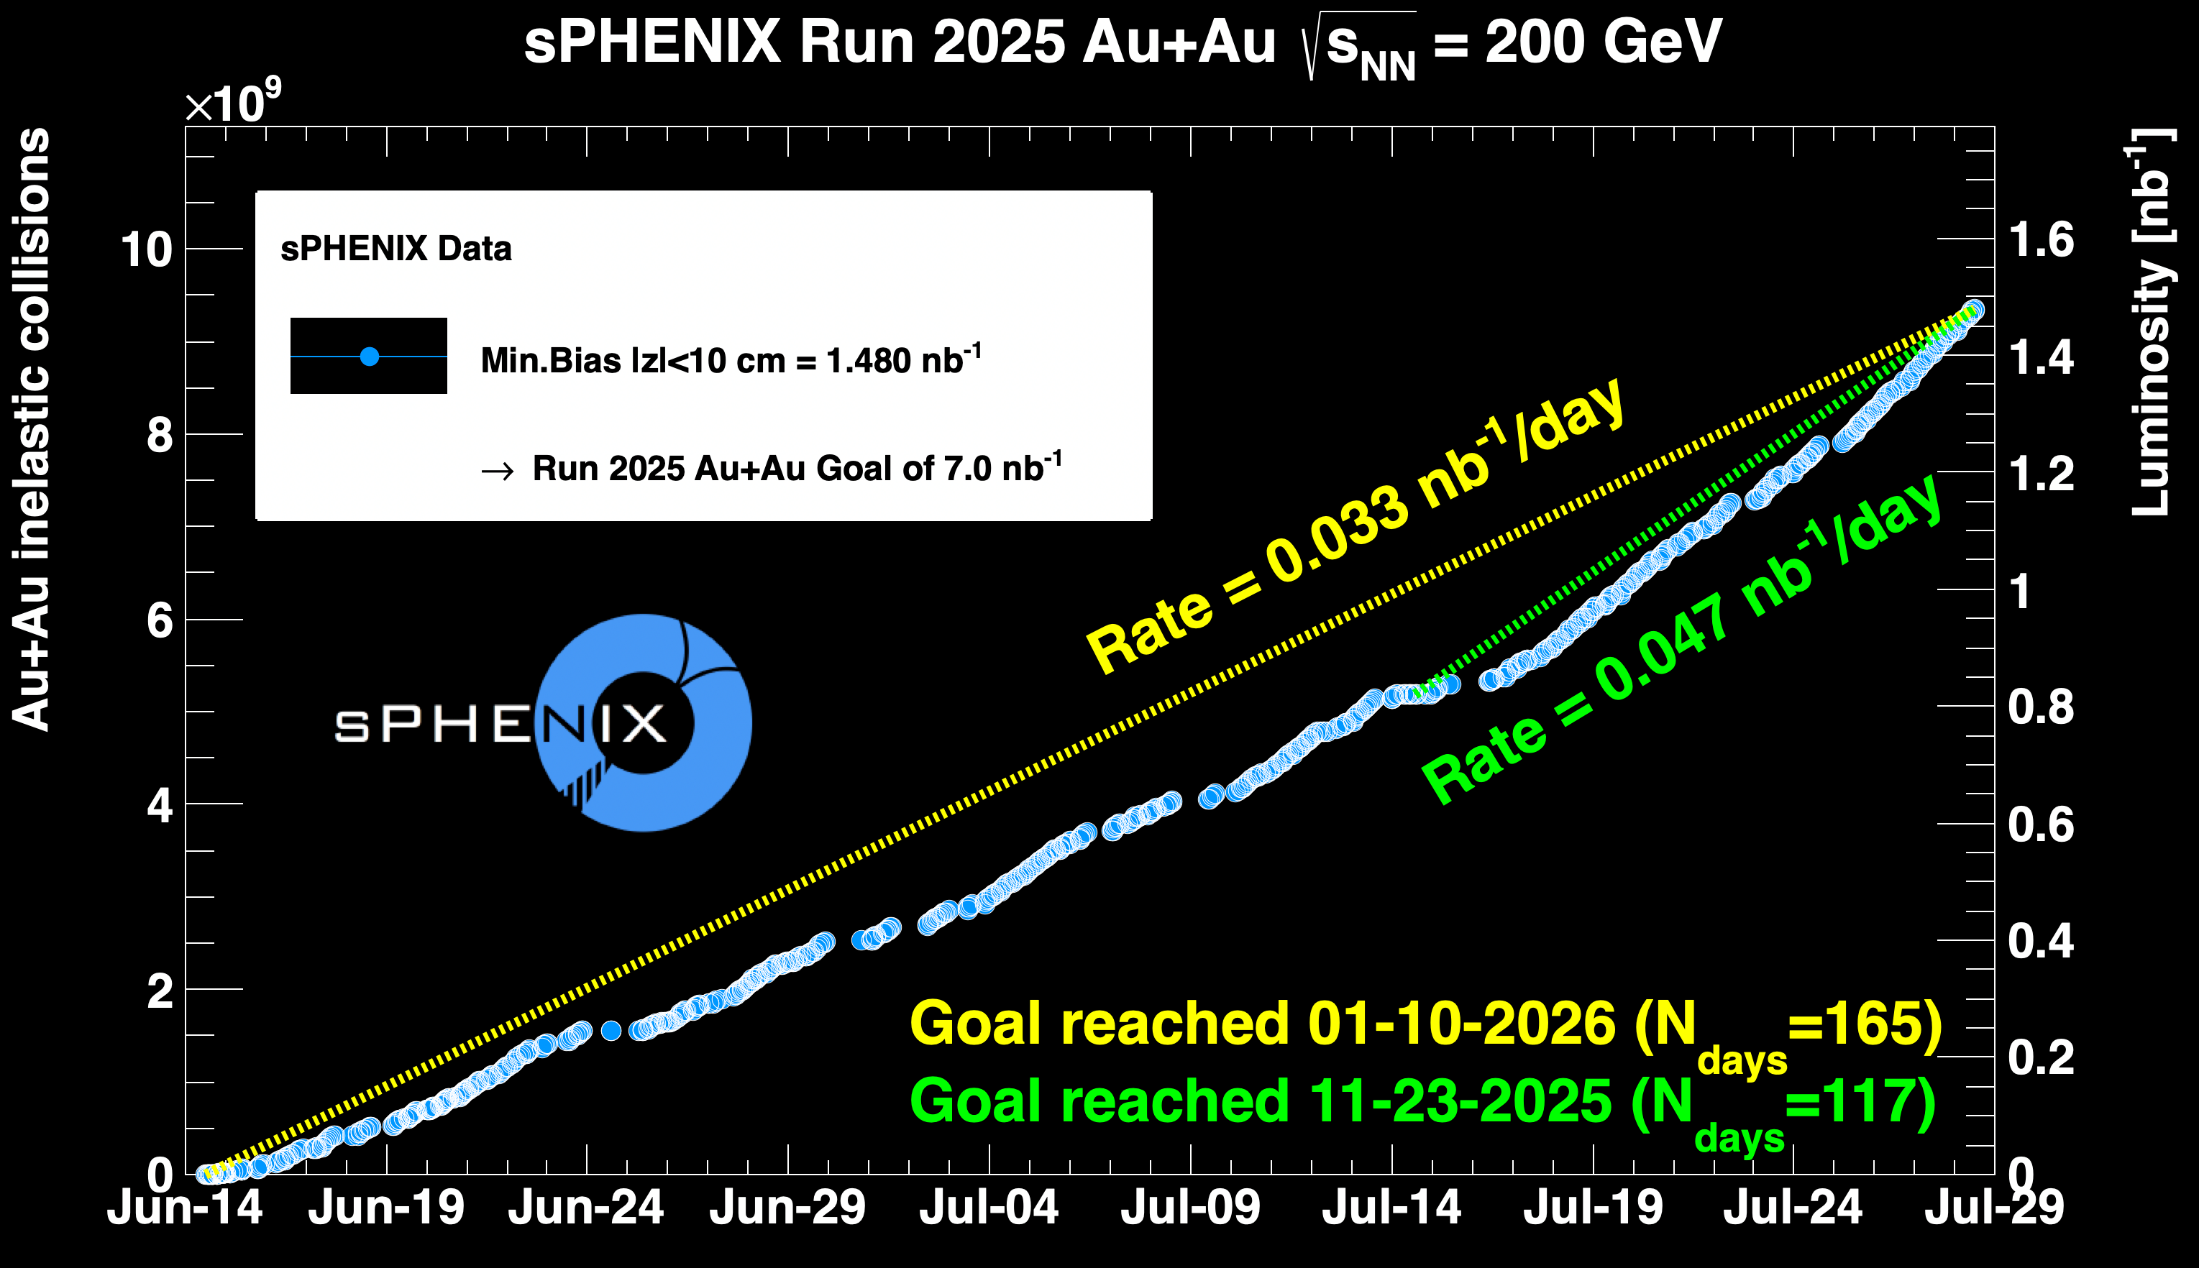 sPHENIX Run 2025 Au+Au √sNN = 200 GeV
×10⁹
Au+Au inelastic collisions
10
8
6
4
2
0
sPHENIX Data
Min.Bias |z|<10 cm = 1.480 nb⁻¹
→ Run 2025 Au+Au Goal of 7.0 nb⁻¹
sPHENIX
Rate = 0.033 nb⁻¹/day
Rate = 0.047 nb⁻¹/day
Goal reached 01-10-2026 (Ndays=165)
Goal reached 11-23-2025 (Ndays=117)
Luminosity [nb⁻¹]
1.6
1.4
1.2
1
0.8
0.6
0.4
0.2
0
Jun-14 Jun-19 Jun-24 Jun-29 Jul-04 Jul-09 Jul-14 Jul-19 Jul-24 Jul-29